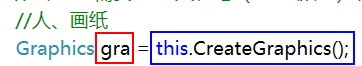 //人、画纸
Graphics gra = this.CreateGraphics();